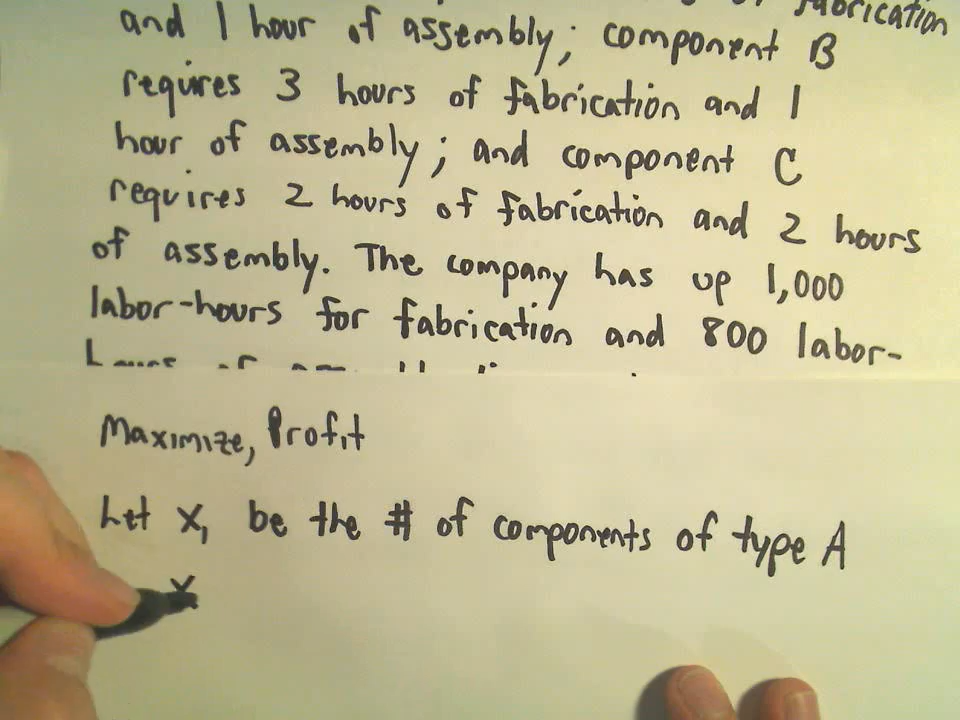 fabrication
and 1 hour of assembly; component B
requires 3 hours of fabrication and 1
hour of assembly; and component C
requires 2 hours of fabrication and 2 hours
of assembly. The company has up 1,000
labor-hours for fabrication and 800 labor-
Maximize, Profit
Let x₁ be the # of components of type A
x